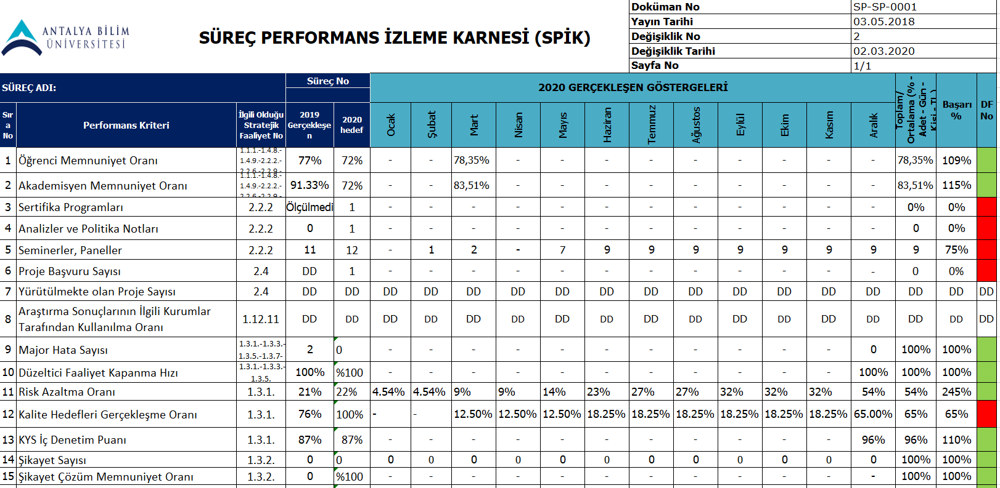 ANTALYA BİLİM
ÜNİVERSİTESİ
SÜREÇ PERFORMANS İZLEME KARNESİ (SPİK)
Doküman No SP-SP-0001
Yayın Tarihi 03.05.2018
Değişiklik No 2
Değişiklik Tarihi 02.03.2020
Sayfa No 1/1
SÜREÇ ADI: Süreç No 2020 GERÇEKLEŞEN GÖSTERGELERİ
Sır
a
No
Performans Kriteri
İlgili Olduğu
Stratejik
Faaliyet No
2019
Gerçekleşe
n
2020
hedef
Ocak Şubat Mart Nisan Mayıs Haziran Temmuz Ağustos Eylül Ekim Kasım Aralık
Toplam/
Ortalama (% -
Adet - Gün -
Kişi - TL)
Başarı
%
DF
No
1 Öğrenci Memnuniyet Oranı 1.1.1.-1.4.8.-
1.4.9.-2.2.2.-
2.2.6.-2.2.9.-
77% 72% - - 78,35% - - - - - - - - - 78,35% 109%
2 Akademisyen Memnuniyet Oranı 1.1.1.-1.4.8.-
1.4.9.-2.2.2.-
2.2.6.-2.2.9.-
91.33% 72% - - 83,51% - - - - - - - - - 83,51% 115%
3 Sertifika Programları 2.2.2 Ölçülmedi 1 - - - - - - - - - - - - 0% 0%
4 Analizler ve Politika Notları 2.2.2 0 1 - - - - - - - - - - - - 0 0%
5 Seminerler, Paneller 2.2.2 11 12 - 1 2 - 7 9 9 9 9 9 9 9 9 75%
6 Proje Başvuru Sayısı 2.4 DD 1 - - - - - - - - - - - - 0 0%
7 Yürütülmekte olan Proje Sayısı 2.4 DD DD DD DD DD DD DD DD DD DD DD DD DD DD DD DD DD
8 Araştırma Sonuçlarının İlgili Kurumlar
Tarafından Kullanılma Oranı
1.12.11 DD DD DD DD DD DD DD DD DD DD DD DD DD DD DD DD DD
9 Major Hata Sayısı 1.3.1.-1.3.3.-
1.3.5.-1.3.7-
2 0 - - - - - - - - - - - 0 100% 100%
10 Düzeltici Faaliyet Kapanma Hızı 1.3.1.-1.3.3.-
1.3.5.
100% %100 - - - - - - - - - - - 100% 100% 100%
11 Risk Azaltma Oranı 1.3.1. 21% 22% 4.54% 4.54% 9% 9% 14% 23% 27% 27% 32% 32% 32% 54% 54% 245%
12 Kalite Hedefleri Gerçekleşme Oranı 1.3.1. 76% 100% - - 12.50% 12.50% 12.50% 18.25% 18.25% 18.25% 18.25% 18.25% 18.25% 65.00% 65% 65%
13 KYS İç Denetim Puanı 1.3.1. 87% 87% - - - - - - - - - - - 96% 96% 110%
14 Şikayet Sayısı 1.3.2. 0 0 0 0 0 0 0 0 0 0 0 0 0 0 100% 100%
15 Şikayet Çözüm Memnuniyet Oranı 1.3.2. 0 %100 - - - - - - - - - - - - 100% 100%